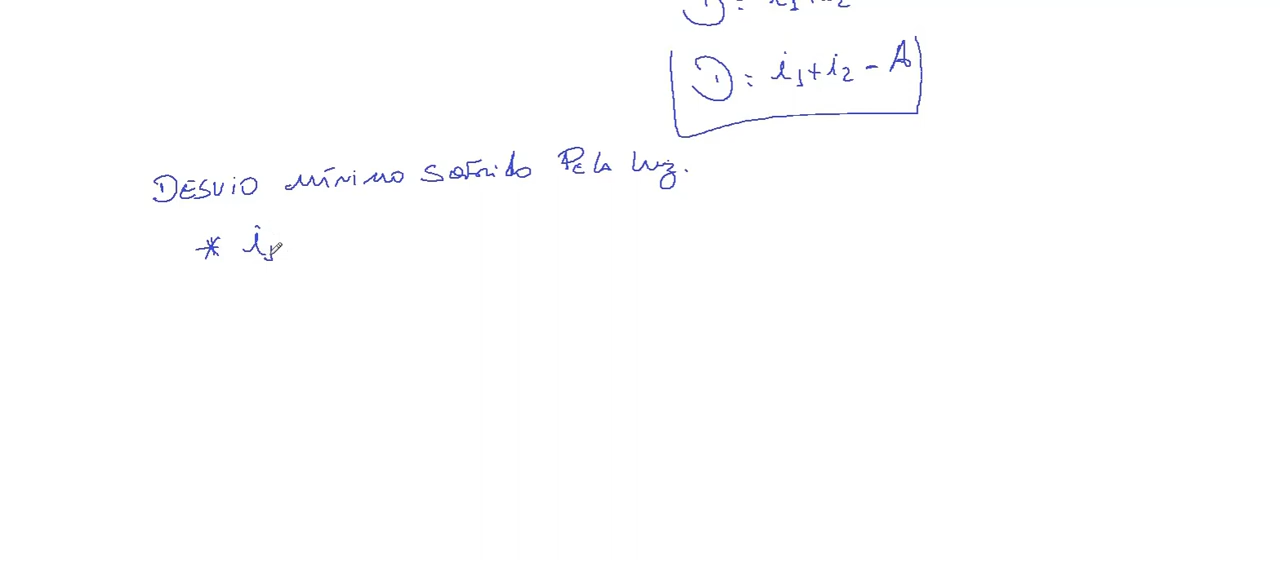 D = i₁ + i₂ - A
DESVIO MÍNIMO SOFRIDO PELA LUZ.
* i₁